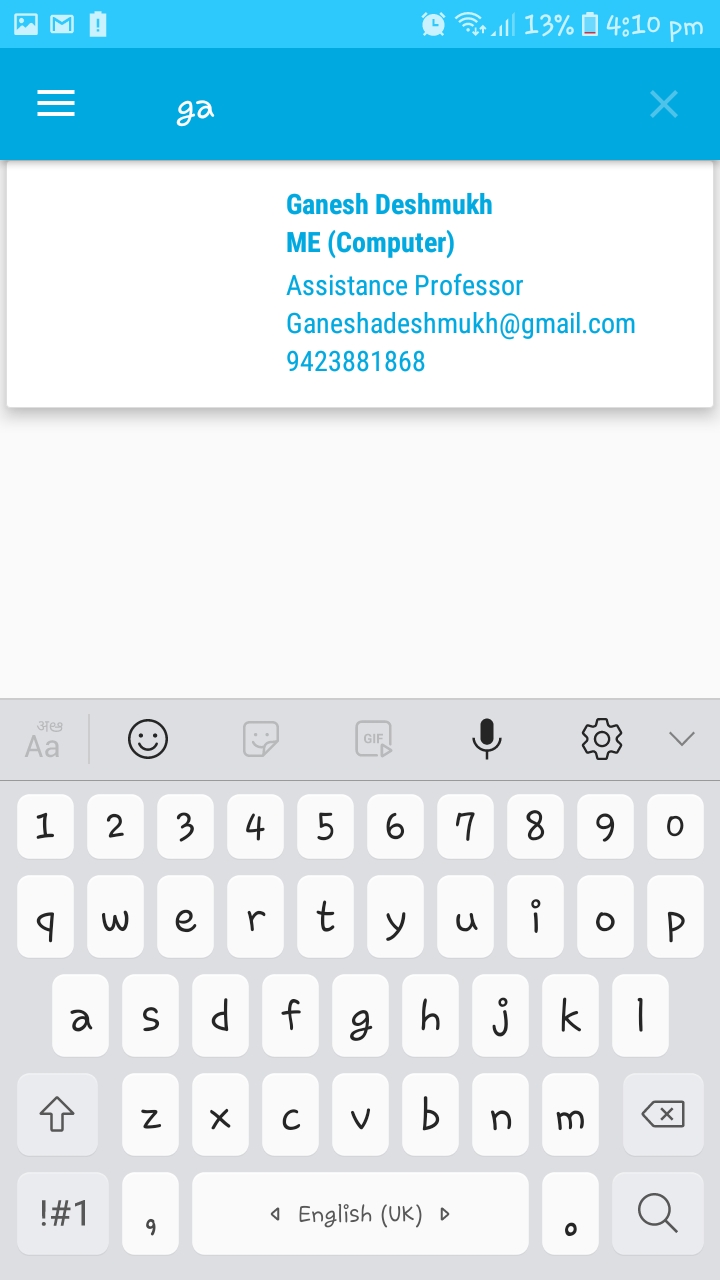 13% 4:10 pm
ga
Ganesh Deshmukh
ME (Computer)
Assistance Professor
Ganeshadeshmukh@gmail.com
9423881868
अ
Aa
GIF
1 2 3 4 5 6 7 8 9 0
q w e r t y u i o p
a s d f g h j k l
z x c v b n m
!#1 , English (UK) .